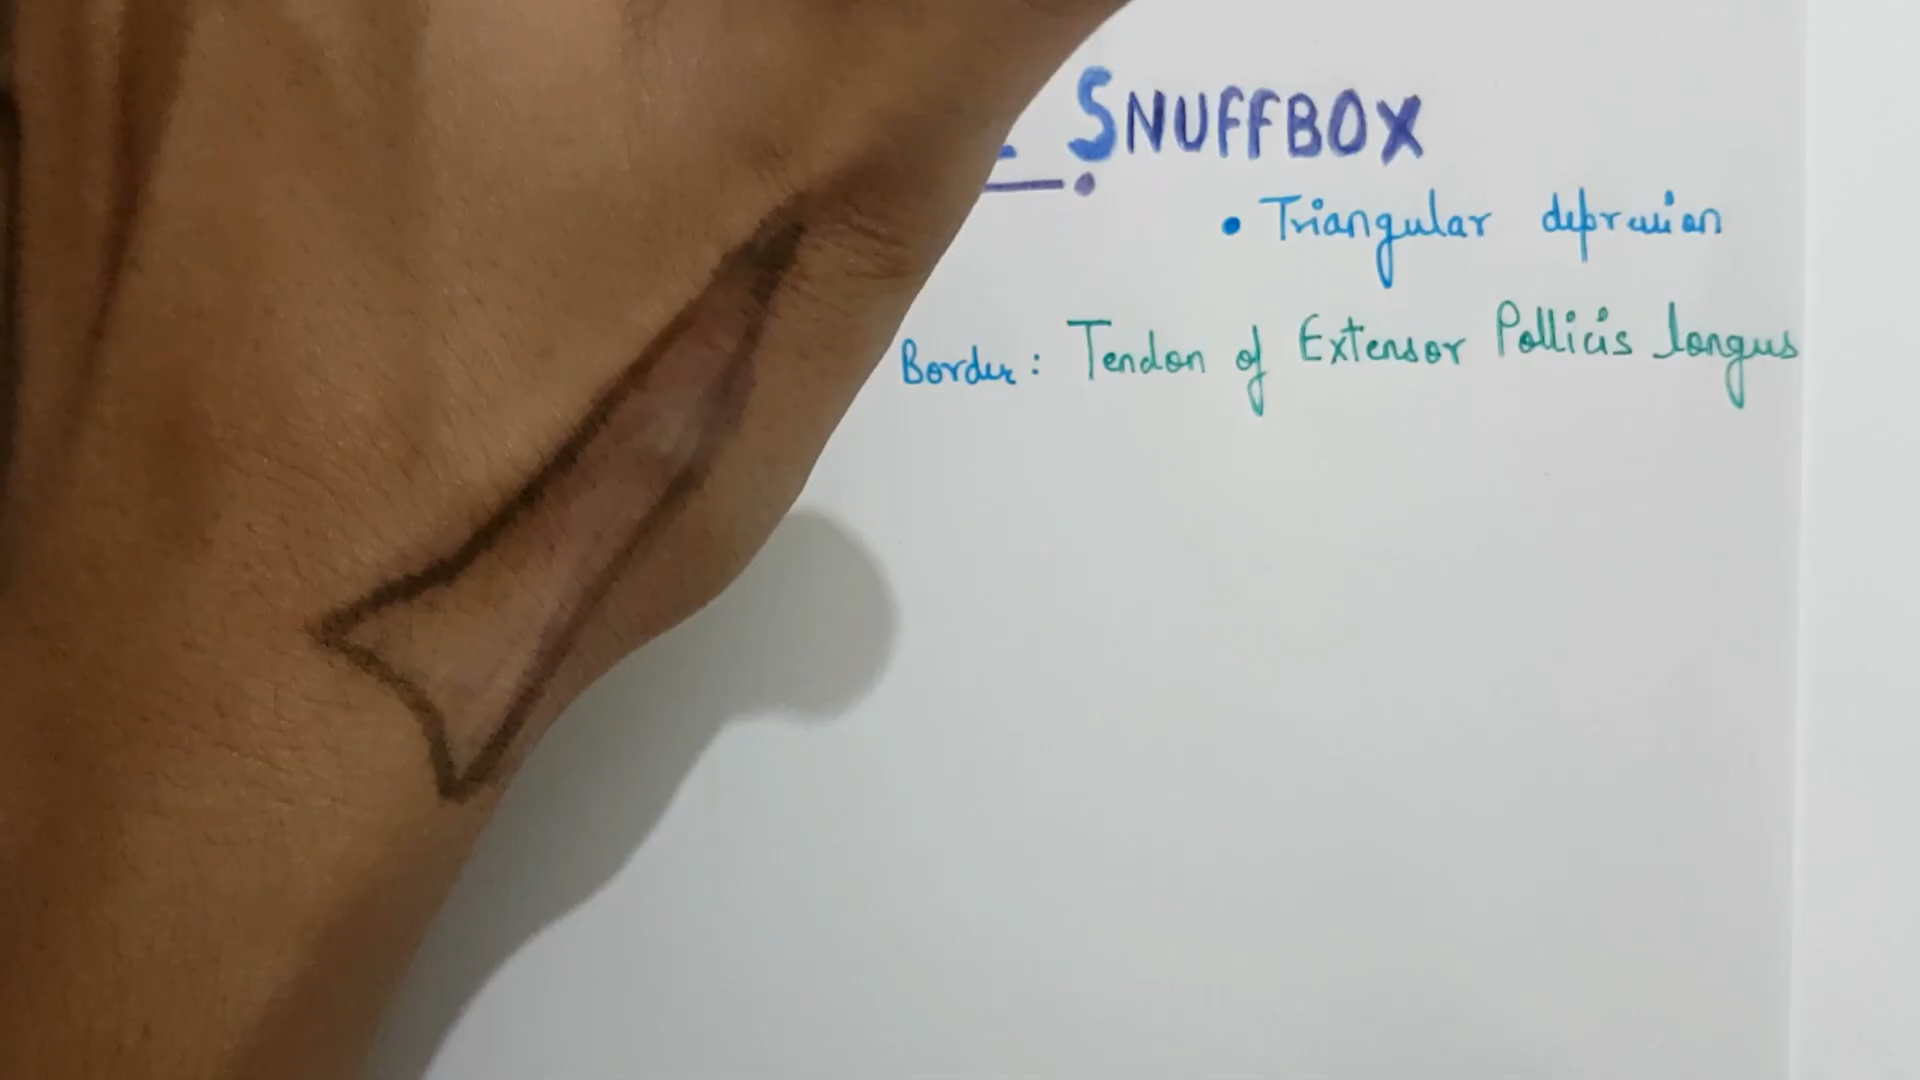 SNUFFBOX
• Triangular depression
Border: Tendon of Extensor Pollicis longus